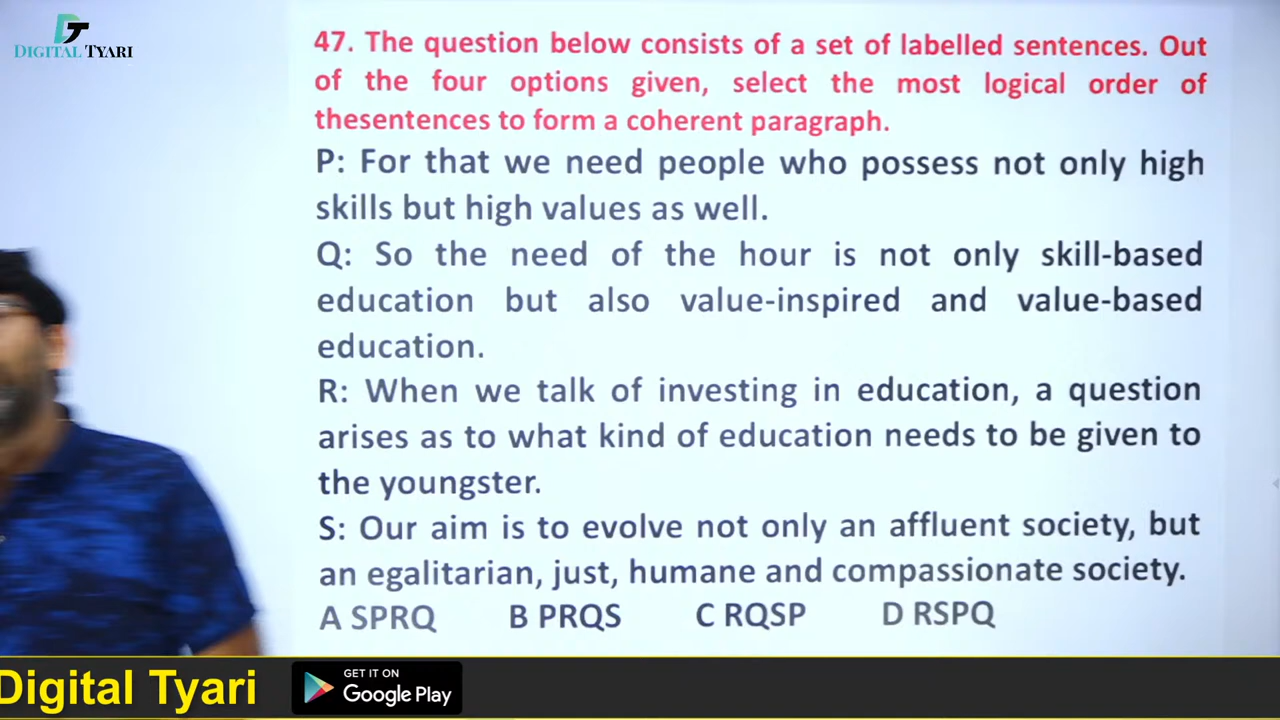 DT
DIGITAL TYARI
47. The question below consists of a set of labelled sentences. Out
of the four options given, select the most logical order of
thesentences to form a coherent paragraph.
P: For that we need people who possess not only high
skills but high values as well.
Q: So the need of the hour is not only skill-based
education but also value-inspired and value-based
education.
R: When we talk of investing in education, a question
arises as to what kind of education needs to be given to
the youngster.
S: Our aim is to evolve not only an affluent society, but
an egalitarian, just, humane and compassionate society.
A SPRQ B PRQS C RQSP D RSPQ
Digital Tyari
GET IT ON
Google Play